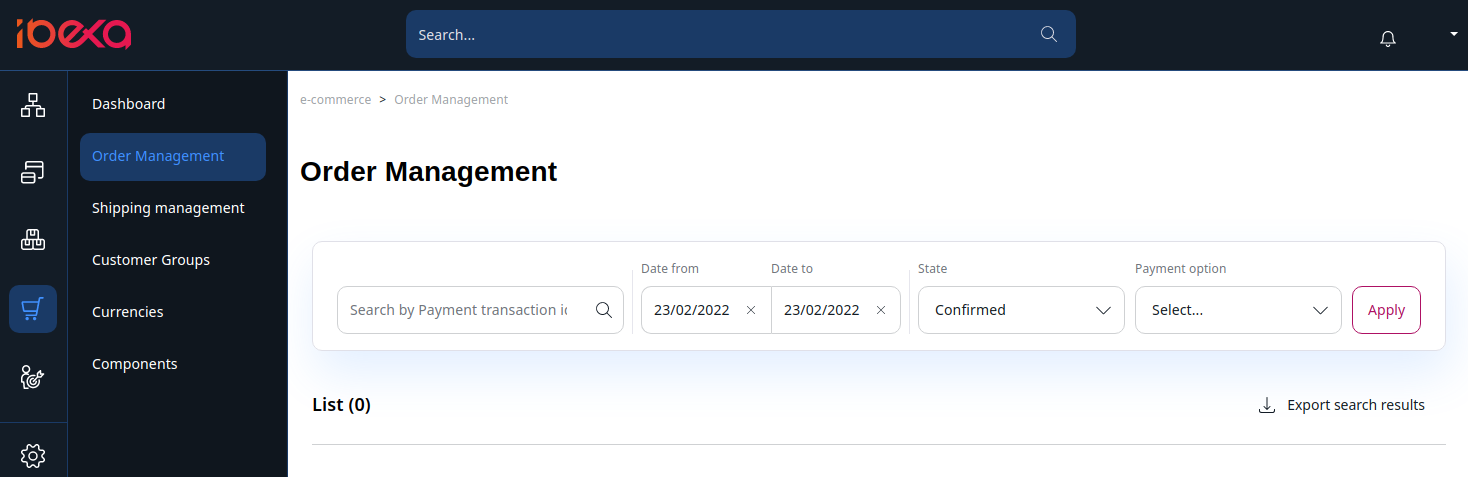 ibexa
Search...
Dashboard
Order Management
Shipping management
Customer Groups
Currencies
Components
e-commerce > Order Management
Order Management
Date from
Date to
State
Payment option
Search by Payment transaction
23/02/2022
23/02/2022
Confirmed
Select...
Apply
List (0)
Export search results